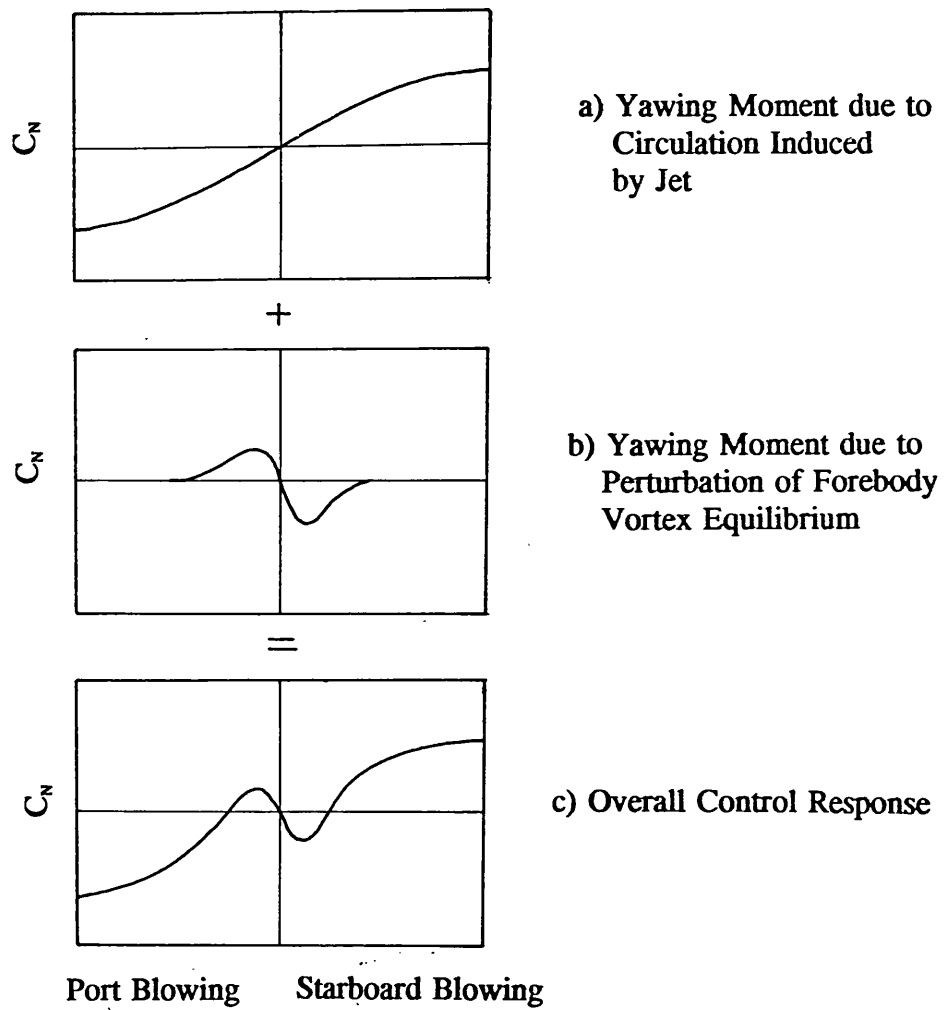 C_N
a) Yawing Moment due to
Circulation Induced
by Jet
+
C_N
b) Yawing Moment due to
Perturbation of Forebody
Vortex Equilibrium
=
C_N
c) Overall Control Response
Port Blowing Starboard Blowing